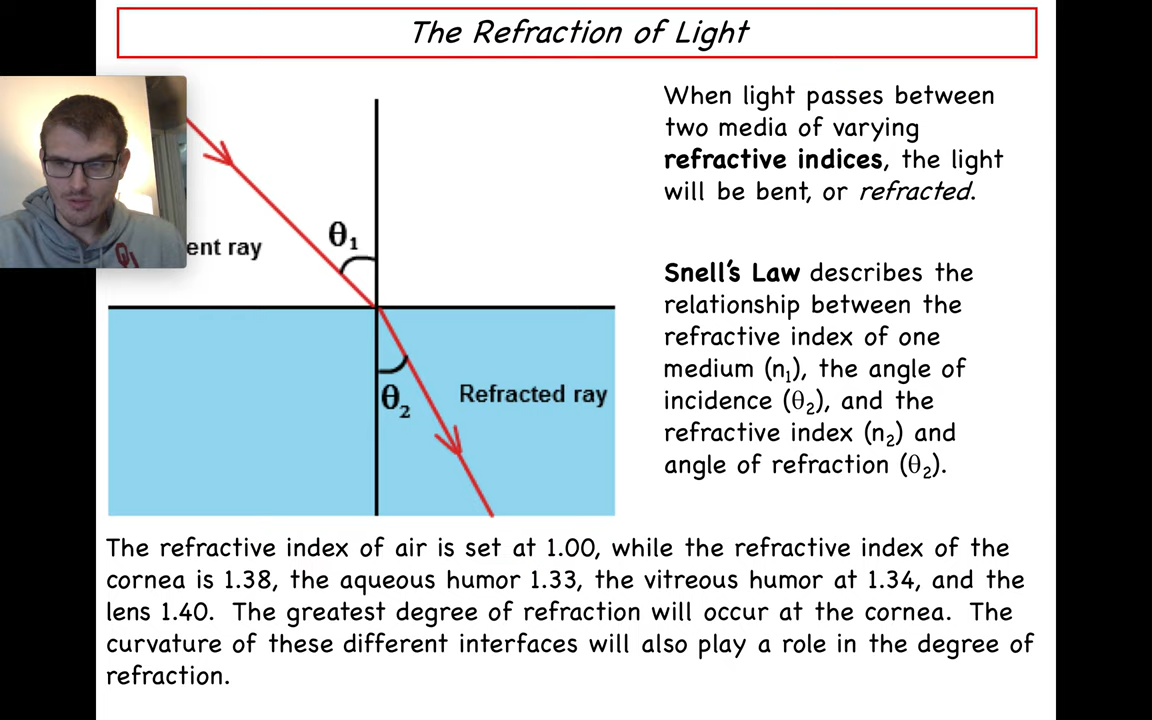 The Refraction of Light
When light passes between
two media of varying
refractive indices, the light
will be bent, or refracted.
θ1
ent ray
Snell's Law describes the
relationship between the
refractive index of one
medium (n1), the angle of
incidence (θ2), and the
refractive index (n2) and
angle of refraction (θ2).
θ2
Refracted ray
OU
The refractive index of air is set at 1.00, while the refractive index of the
cornea is 1.38, the aqueous humor 1.33, the vitreous humor at 1.34, and the
lens 1.40. The greatest degree of refraction will occur at the cornea. The
curvature of these different interfaces will also play a role in the degree of
refraction.